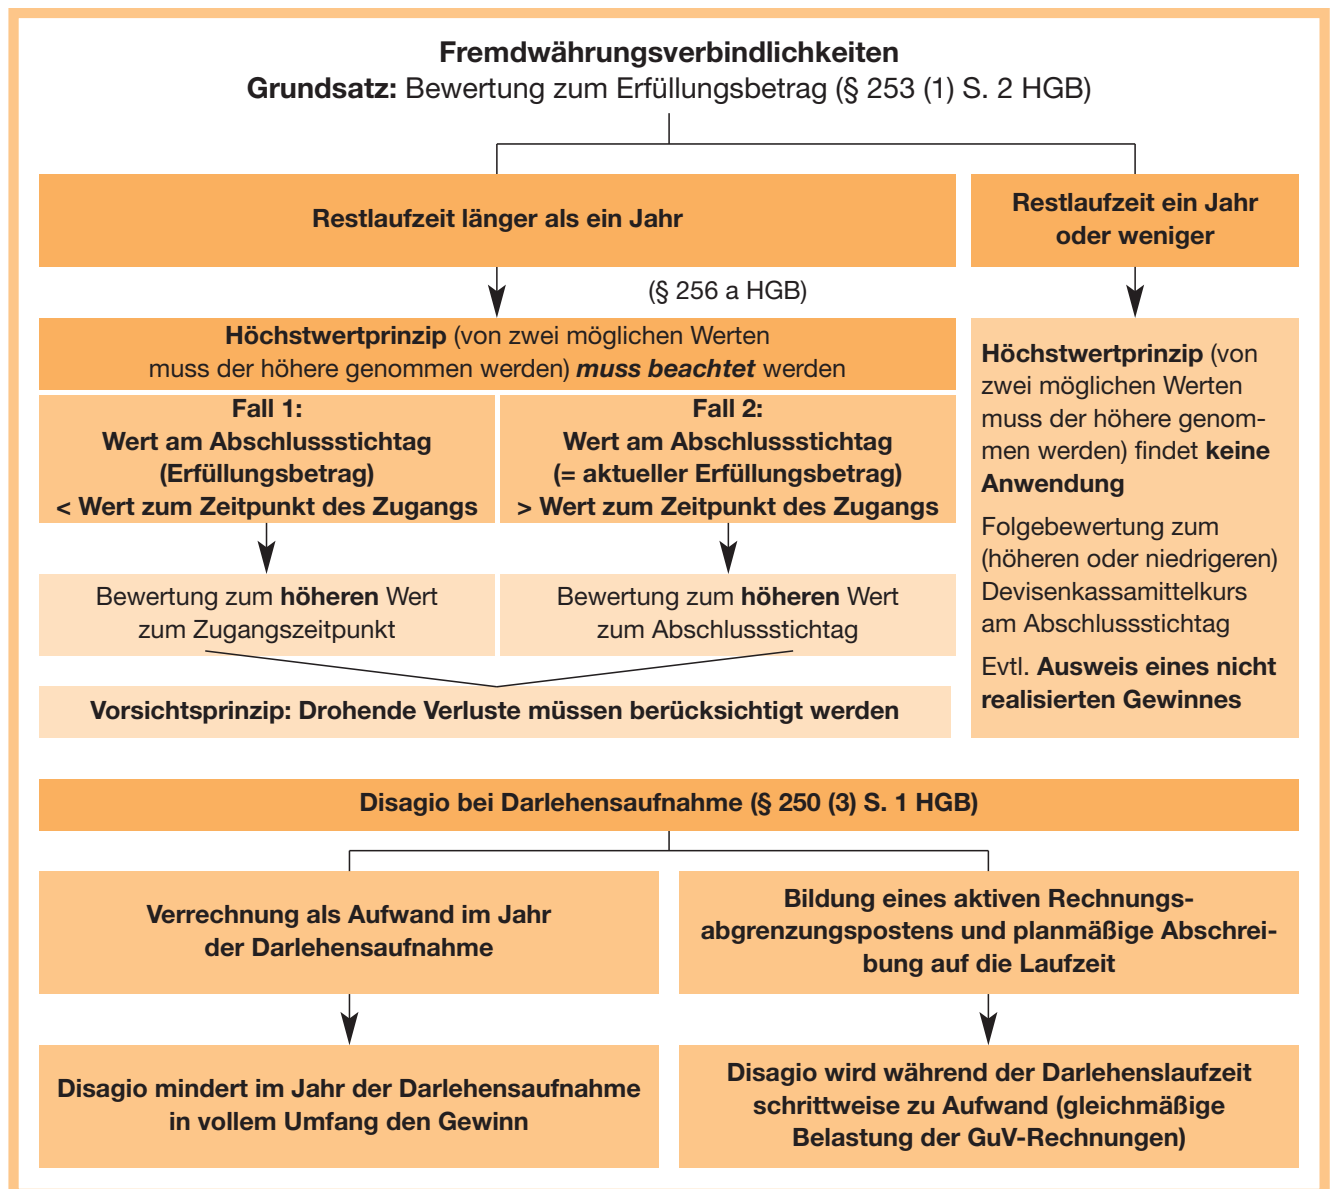 Fremdwährungsverbindlichkeiten
Grundsatz: Bewertung zum Erfüllungsbetrag (§ 253 (1) S. 2 HGB)
Restlaufzeit länger als ein Jahr
(§ 256 a HGB)
Höchstwertprinzip (von zwei möglichen Werten
muss der höhere genommen werden) muss beachtet werden
Fall 1:
Wert am Abschlussstichtag
(Erfüllungsbetrag)
< Wert zum Zeitpunkt des Zugangs
Fall 2:
Wert am Abschlussstichtag
(= aktueller Erfüllungsbetrag)
> Wert zum Zeitpunkt des Zugangs
Bewertung zum höheren Wert
zum Zugangszeitpunkt
Bewertung zum höheren Wert
zum Abschlussstichtag
Vorsichtsprinzip: Drohende Verluste müssen berücksichtigt werden
Restlaufzeit ein Jahr
oder weniger
Höchstwertprinzip (von
zwei möglichen Werten
muss der höhere genom-
men werden) findet keine
Anwendung
Folgebewertung zum
(höheren oder niedrigeren)
Devisenkassamittelkurs
am Abschlussstichtag
Evtl. Ausweis eines nicht
realisierten Gewinnes
Disagio bei Darlehensaufnahme (§ 250 (3) S. 1 HGB)
Verrechnung als Aufwand im Jahr
der Darlehensaufnahme
Disagio mindert im Jahr der Darlehensaufnahme
in vollem Umfang den Gewinn
Bildung eines aktiven Rechnungs-
abgrenzungspostens und planmäßige Abschrei-
bung auf die Laufzeit
Disagio wird während der Darlehenslaufzeit
schrittweise zu Aufwand (gleichmäßige
Belastung der GuV-Rechnungen)